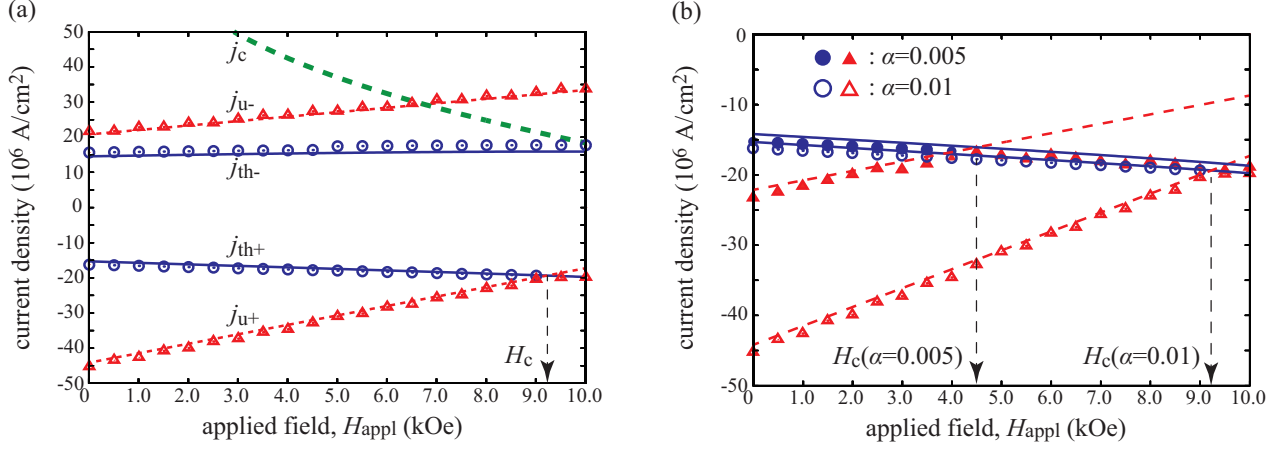 (a)
50
40
30
20
10
0
-10
-20
-30
-40
-50
current density (10⁶ A/cm²)
jc
ju-
jth-
jth+
ju+
Hc
0 1.0 2.0 3.0 4.0 5.0 6.0 7.0 8.0 9.0 10.0
applied field, Happl (kOe)
(b)
0
-10
-20
-30
-40
-50
current density (10⁶ A/cm²)
: α=0.005
: α=0.01
Hc(α=0.005)
Hc(α=0.01)
0 1.0 2.0 3.0 4.0 5.0 6.0 7.0 8.0 9.0 10.0
applied field, Happl (kOe)